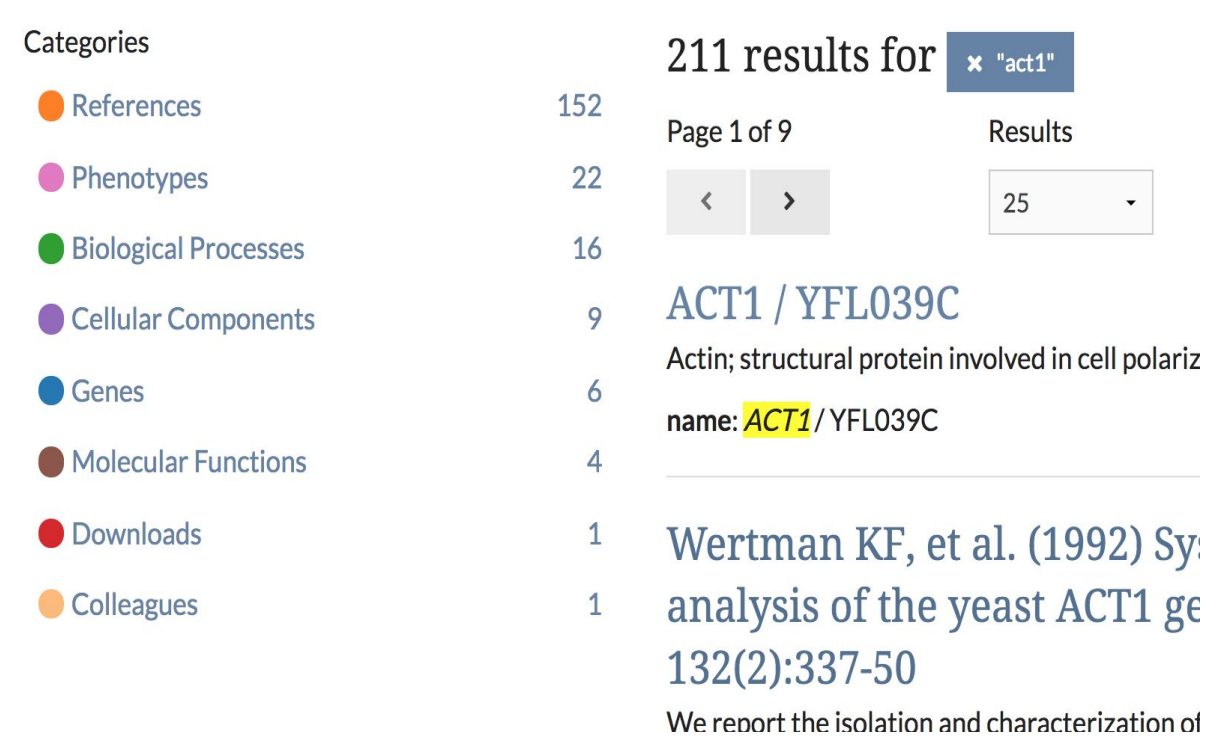 Categories
References 152
Phenotypes 22
Biological Processes 16
Cellular Components 9
Genes 6
Molecular Functions 4
Downloads 1
Colleagues 1
211 results for × "act1"
Page 1 of 9 Results
25
ACT1 / YFL039C
Actin; structural protein involved in cell polariz
name: ACT1 / YFL039C
Wertman KF, et al. (1992) Sys
analysis of the yeast ACT1 ge
132(2):337-50
We report the isolation and characterization of